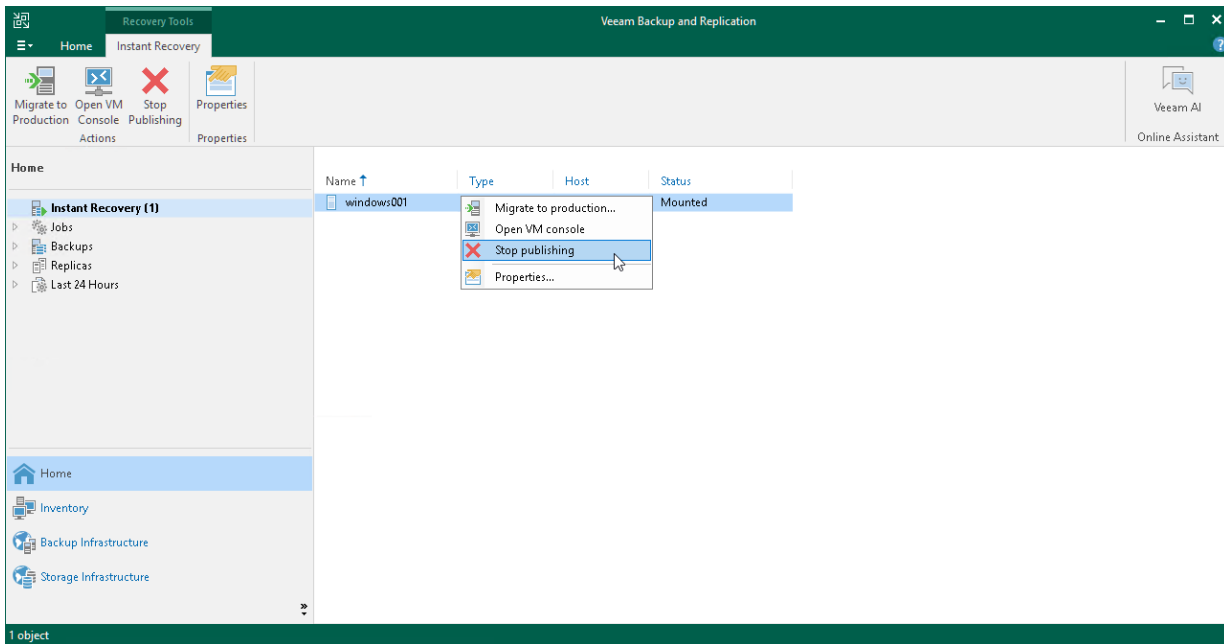 Recovery Tools
Veeam Backup and Replication
Home
Instant Recovery
Migrate to Production
Open VM Console
Stop Publishing
Properties
Veeam AI
Actions
Properties
Online Assistant
Home
Name
Type
Host
Status
Instant Recovery (1)
windows001
Mounted
Jobs
Backups
Replicas
Last 24 Hours
Migrate to production...
Open VM console
Stop publishing
Properties...
Home
Inventory
Backup Infrastructure
Storage Infrastructure
1 object